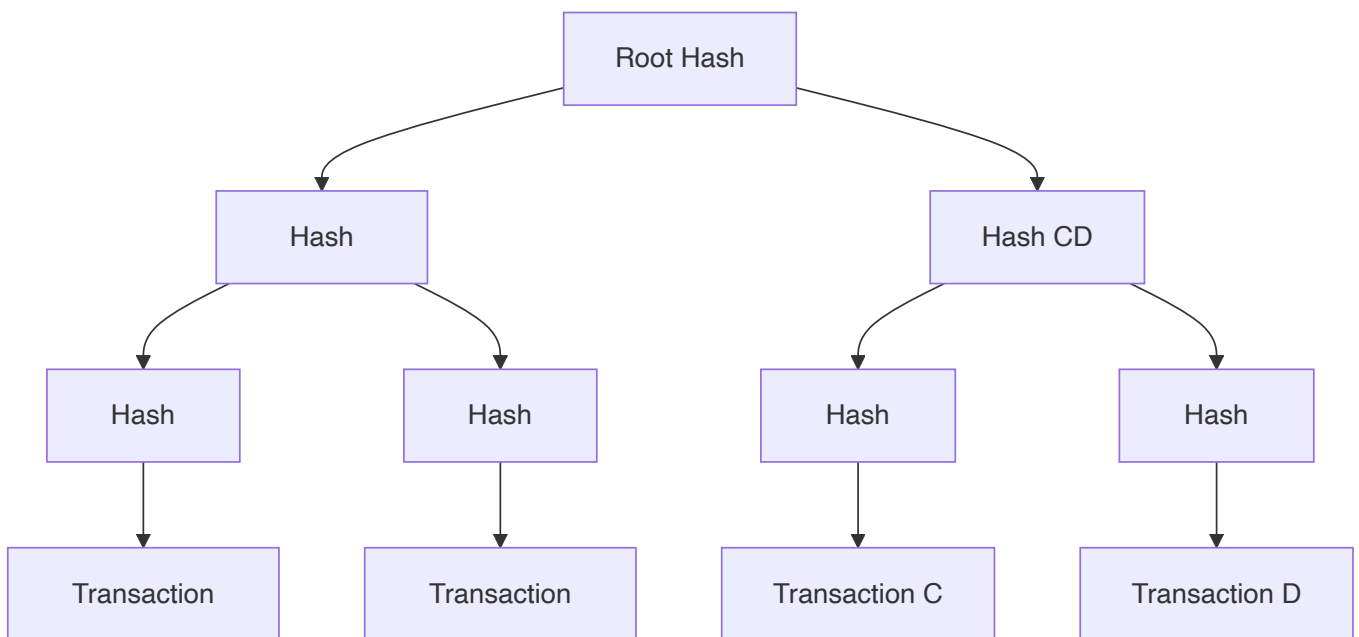 Root Hash
Hash
Hash CD
Hash
Hash
Hash
Hash
Transaction
Transaction
Transaction C
Transaction D